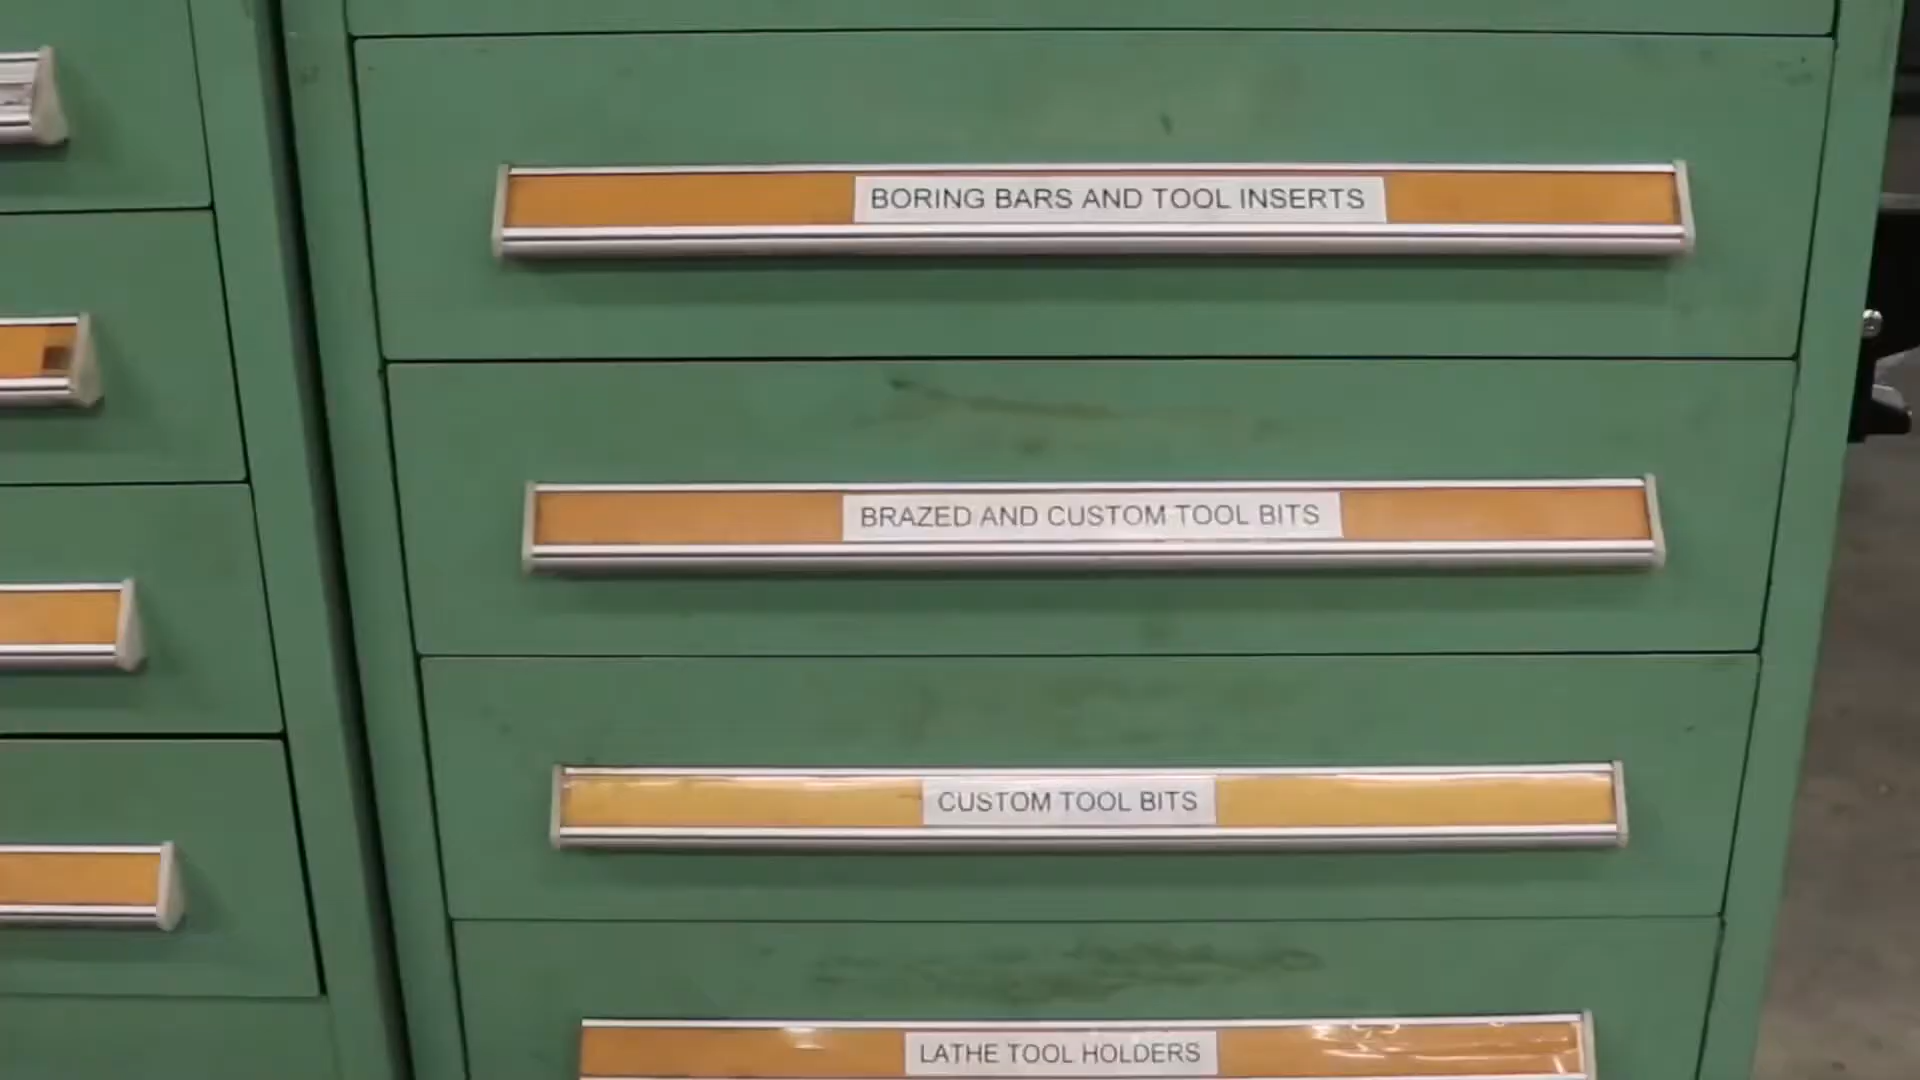 BORING BARS AND TOOL INSERTS
BRAZED AND CUSTOM TOOL BITS
CUSTOM TOOL BITS
LATHE TOOL HOLDERS